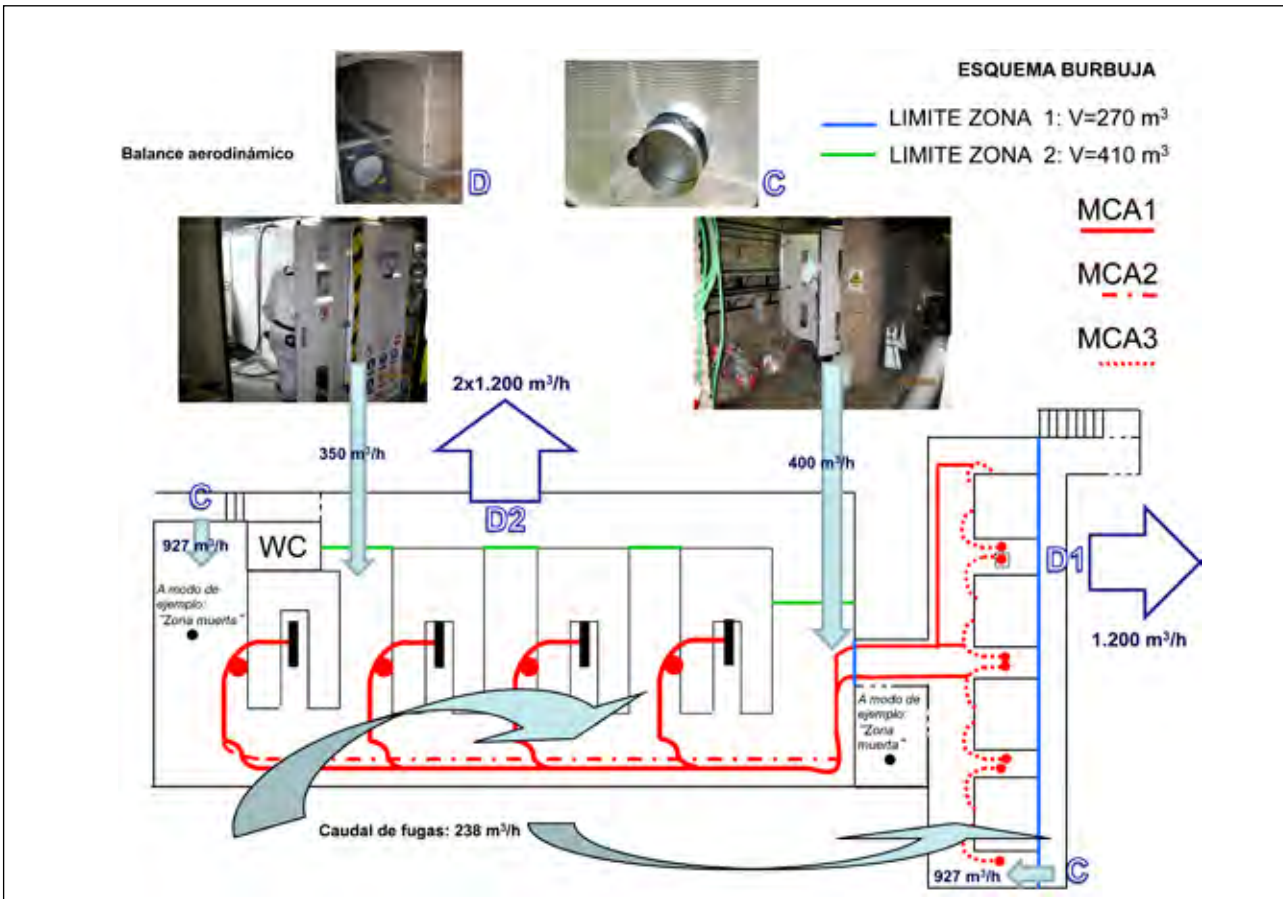 ESQUEMA BURBUJA
LIMITE ZONA 1: V=270 m³
Balance aerodinámico
LIMITE ZONA 2: V=410 m³
D
C
MCA1
MCA2
MCA3
2x1.200 m³/h
350 m³/h
400 m³/h
C
D2
927 m³/h
WC
D1
A modo de
ejemplo:
"Zona muerta"
1.200 m³/h
A modo de
ejemplo:
"Zona
muerta"
Caudal de fugas: 238 m³/h
927 m³/h
C